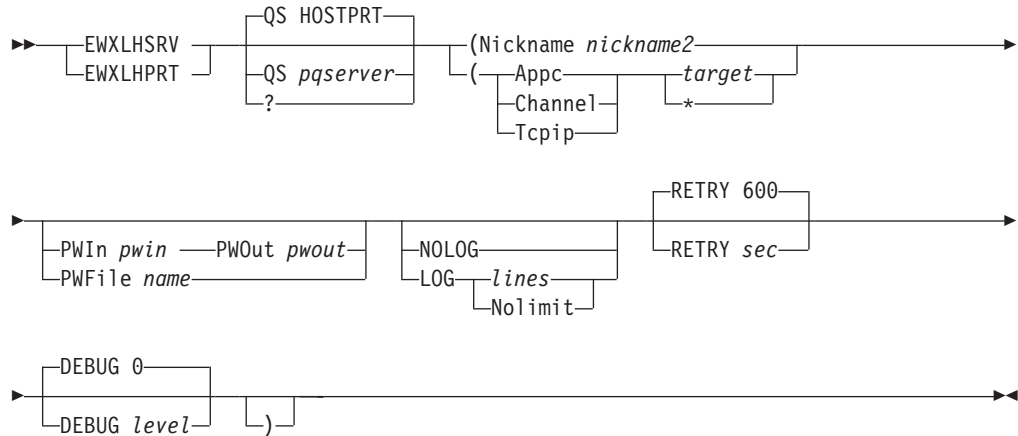 QS HOSTPRT
EWXLHSRV (Nickname nickname2
EWXLHPRT QS pqserver ( Appc target
? Channel *
Tcpip
RETRY 600
PWIn pwin PWOut pwout NOLOG RETRY sec
PWFile name LOG lines
Nolimit
DEBUG 0
DEBUG level )